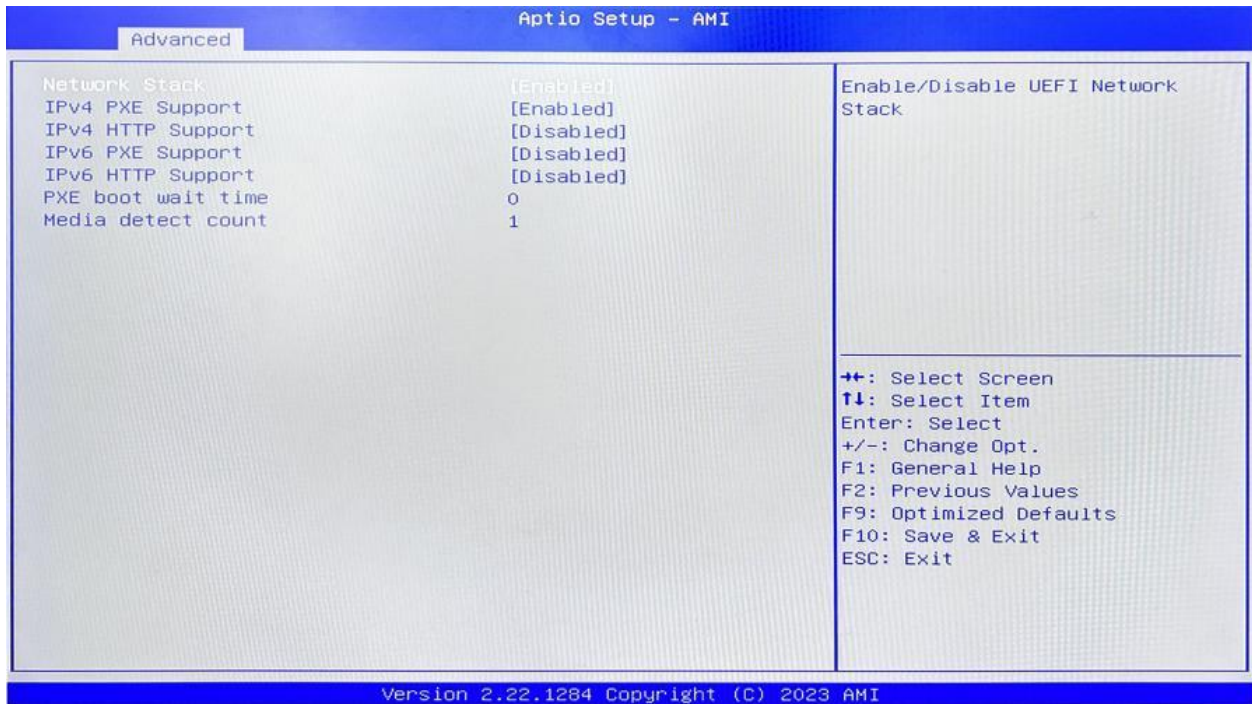 Aptio Setup - AMI
Advanced
Network Stack [Enabled]
IPv4 PXE Support [Enabled]
IPv4 HTTP Support [Disabled]
IPv6 PXE Support [Disabled]
IPv6 HTTP Support [Disabled]
PXE boot wait time 0
Media detect count 1
Enable/Disable UEFI Network
Stack
→←: Select Screen
↑↓: Select Item
Enter: Select
+/-: Change Opt.
F1: General Help
F2: Previous Values
F9: Optimized Defaults
F10: Save & Exit
ESC: Exit
Version 2.22.1284 Copyright (C) 2023 AMI